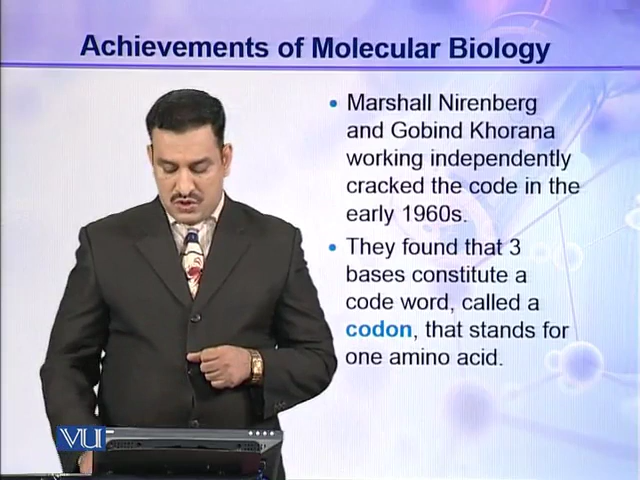 Achievements of Molecular Biology
Marshall Nirenberg
and Gobind Khorana
working independently
cracked the code in the
early 1960s.
They found that 3
bases constitute a
code word, called a
codon, that stands for
one amino acid.
VU